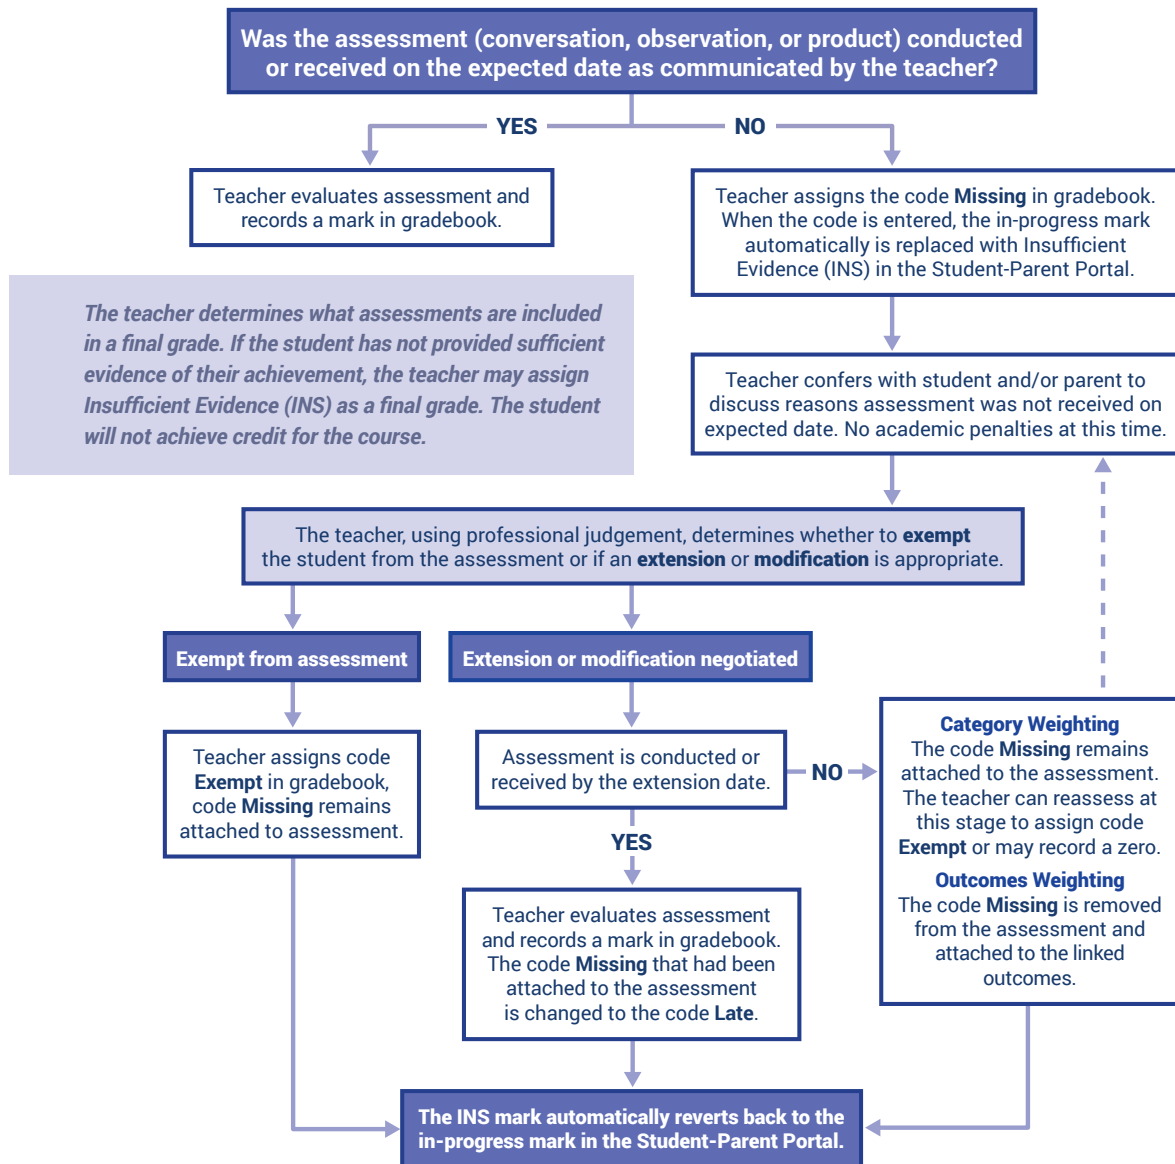 Was the assessment (conversation, observation, or product) conducted
or received on the expected date as communicated by the teacher?
YES
NO
Teacher evaluates assessment and
records a mark in gradebook.
Teacher assigns the code Missing in gradebook.
When the code is entered, the in-progress mark
automatically is replaced with Insufficient
Evidence (INS) in the Student-Parent Portal.
The teacher determines what assessments are included
in a final grade. If the student has not provided sufficient
evidence of their achievement, the teacher may assign
Insufficient Evidence (INS) as a final grade. The student
will not achieve credit for the course.
Teacher confers with student and/or parent to
discuss reasons assessment was not received on
expected date. No academic penalties at this time.
The teacher, using professional judgement, determines whether to exempt
the student from the assessment or if an extension or modification is appropriate.
Exempt from assessment
Extension or modification negotiated
Teacher assigns code
Exempt in gradebook,
code Missing remains
attached to assessment.
Assessment is conducted or
received by the extension date.
NO
YES
Category Weighting
The code Missing remains
attached to the assessment.
The teacher can reassess at
this stage to assign code
Exempt or may record a zero.
Outcomes Weighting
The code Missing is removed
from the assessment and
attached to the linked
outcomes.
Teacher evaluates assessment
and records a mark in gradebook.
The code Missing that had been
attached to the assessment
is changed to the code Late.
The INS mark automatically reverts back to the
in-progress mark in the Student-Parent Portal.